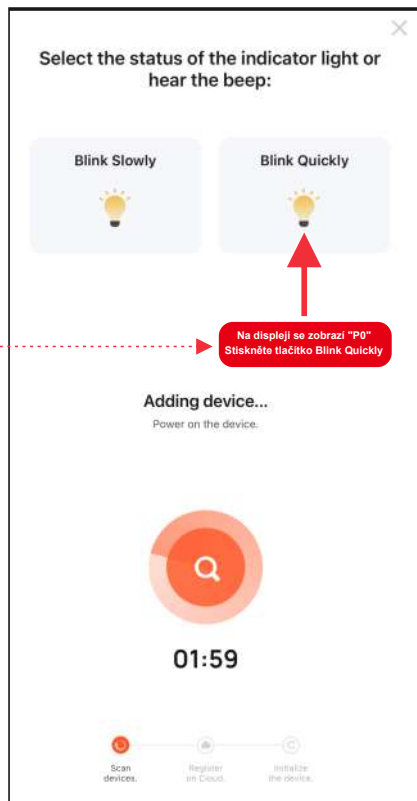 Select the status of the indicator light or
hear the beep:
Blink Slowly
Blink Quickly
Na displeji se zobrazí "P0"
Stiskněte tlačítko Blink Quickly
Adding device...
Power on the device.
01:59
Scan
devices.
Register
on Cloud.
Initialize
the device.